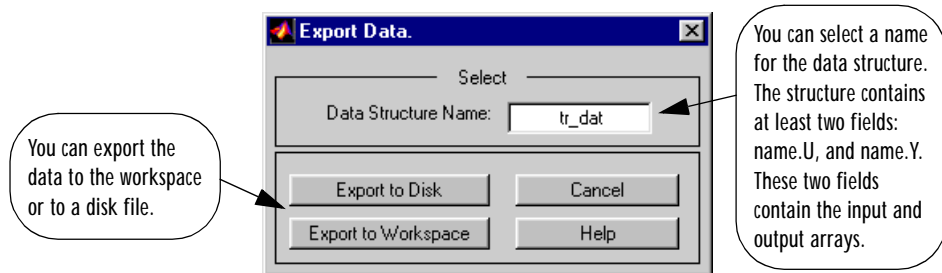 Export Data.
Select
Data Structure Name:
tr_dat
Export to Disk
Cancel
Export to Workspace
Help
You can export the
data to the workspace
or to a disk file.
You can select a name
for the data structure.
The structure contains
at least two fields:
name.U, and name.Y.
These two fields
contain the input and
output arrays.